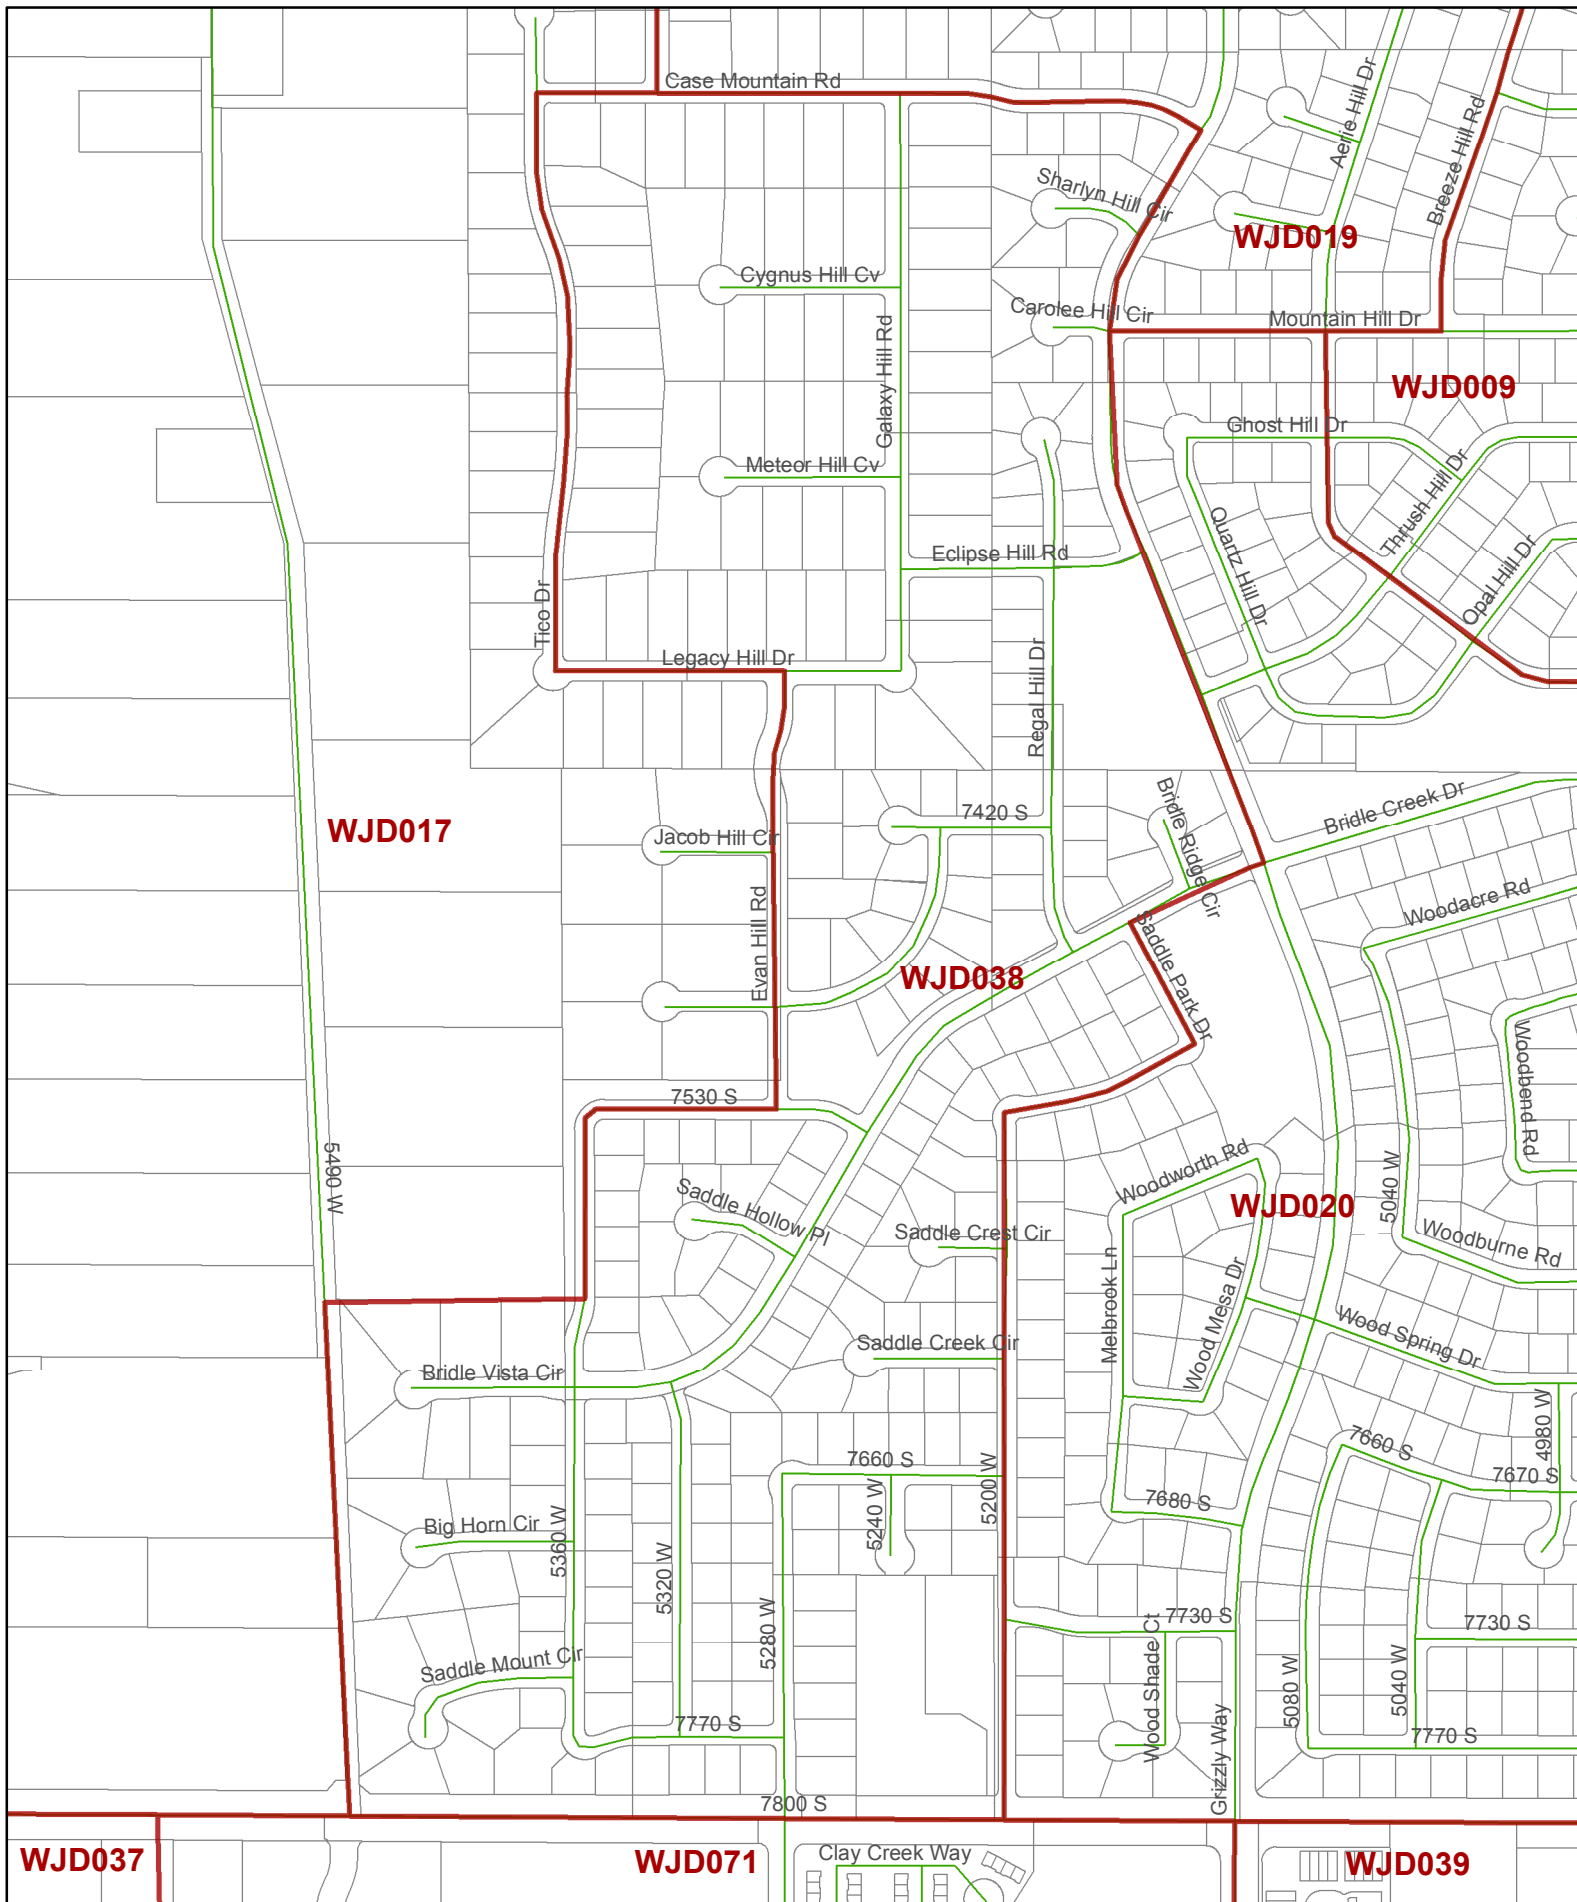 Case Mountain Rd
Aerie Hill Dr
Breeze Hill Rd
Sharlyn Hill Cir
WJD019
Cygnus Hill Cv
Carolee Hill Cir
Mountain Hill Dr
Galaxy Hill Rd
WJD009
Ghost Hill Dr
Meteor Hill Cv
Thrush Hill Dr
Quartz Hill Dr
Opal Hill Dr
Eclipse Hill Rd
Tico Dr
Legacy Hill Dr
Regal Hill Dr
Bridle Creek Dr
7420 S
Bridle Ridge Cir
WJD017
Jacob Hill Cir
Woodacre Rd
Evan Hill Rd
Saddle Park Dr
WJD038
Woodbend Rd
7530 S
5490 W
Woodworth Rd
5040 W
Saddle Hollow Pl
WJD020
Saddle Crest Cir
Woodburne Rd
Melbrook Ln
Wood Mesa Dr
Saddle Creek Cir
Wood Spring Dr
Bridle Vista Cir
4980 W
7660 S
7660 S
7670 S
5200 W
5240 W
7680 S
Big Horn Cir
5360 W
5320 W
5280 W
7730 S
7730 S
Saddle Mount Cir
Wood Shade Ct
5080 W
5040 W
7770 S
7770 S
Grizzly Way
7800 S
WJD037
WJD071
Clay Creek Way
WJD039